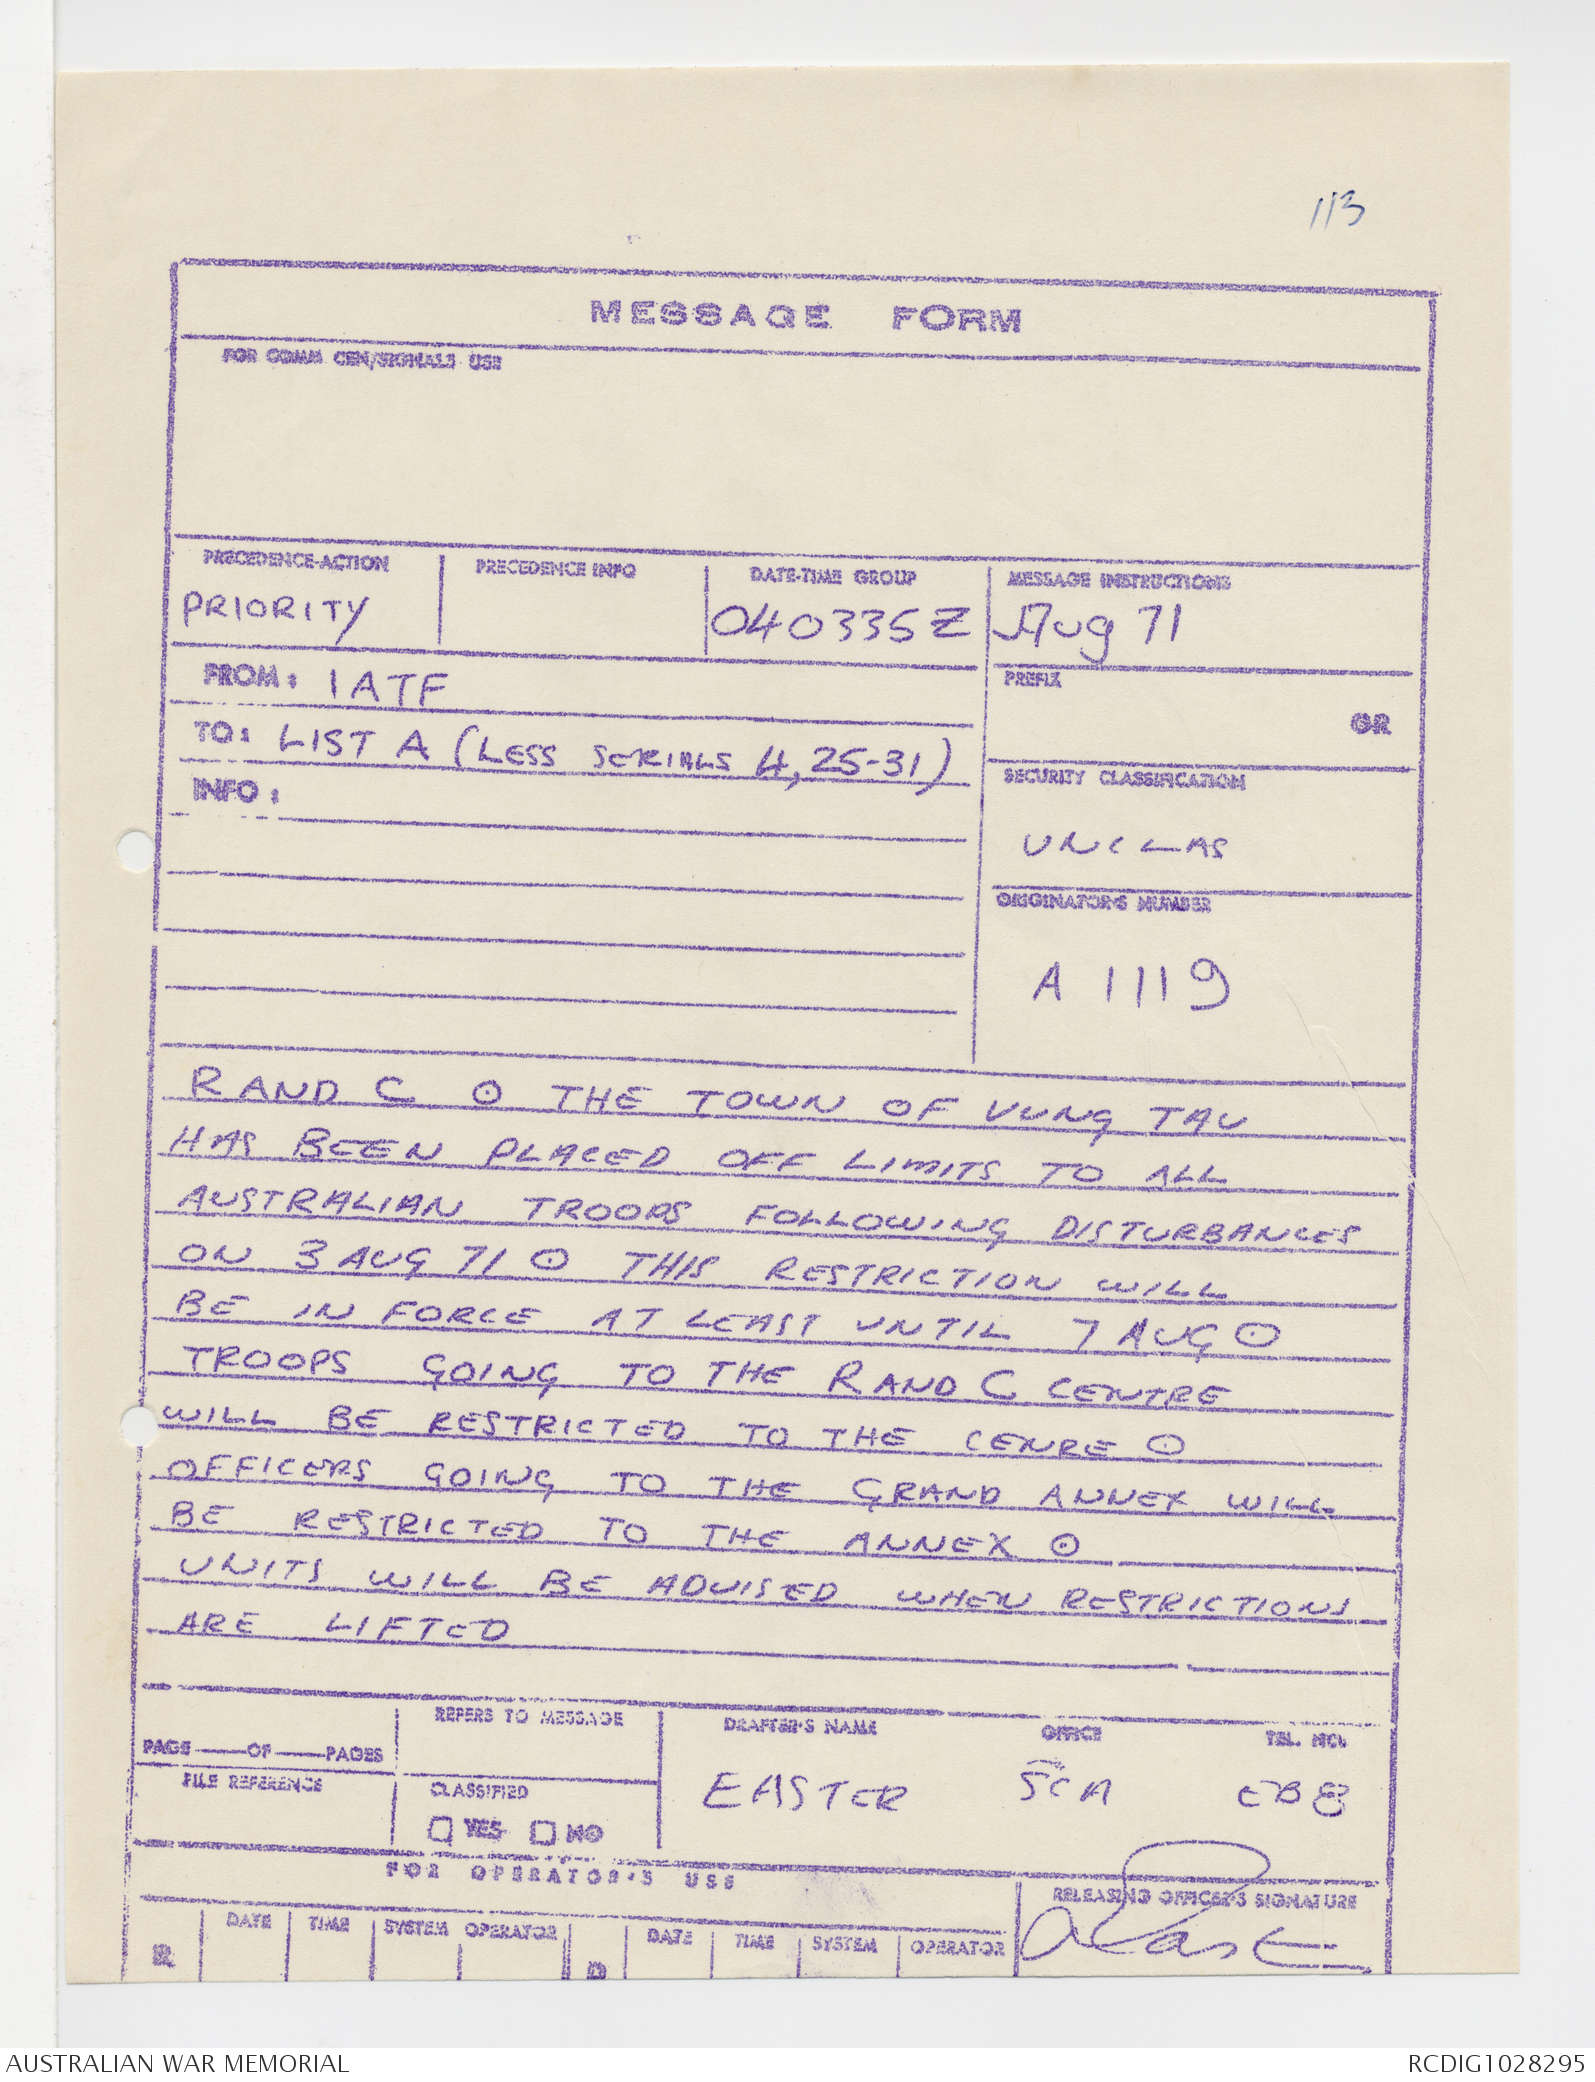 113
MESSAGE FORM
FOR COMM CEN/SIGNALS USE
PRECEDENCE-ACTION
PRIORITY
PRECEDENCE INFO
DATE-TIME GROUP
040335Z
MESSAGE INSTRUCTIONS
Aug 71
FROM: 1ATF
PREFIX
GR
TO: LIST A (LESS SERIALS 4, 25-31)
INFO:
SECURITY CLASSIFICATION
UNCLAS
ORIGINATOR'S NUMBER
A 1119
R AND C ⊙ THE TOWN OF VUNG TAU
HAS BEEN PLACED OFF LIMITS TO ALL
AUSTRALIAN TROOPS FOLLOWING DISTURBANCES
ON 3 AUG 71 ⊙ THIS RESTRICTION WILL
BE IN FORCE AT LEAST UNTIL 7 AUG ⊙
TROOPS GOING TO THE R AND C CENTRE
WILL BE RESTRICTED TO THE CENRE ⊙
OFFICERS GOING TO THE GRAND ANNEX WILL
BE RESTRICTED TO THE ANNEX ⊙
UNITS WILL BE ADVISED WHEN RESTRICTIONS
ARE LIFTED
PAGE OF PAGES
REFERS TO MESSAGE
DRAFTER'S NAME
EASTER
OFFICE
SCA
TEL. NO.
EB8
FILE REFERENCE
CLASSIFIED
YES NO
FOR OPERATOR'S USE
RELEASING OFFICER'S SIGNATURE
R DATE TIME SYSTEM OPERATOR D DATE TIME SYSTEM OPERATOR
AUSTRALIAN WAR MEMORIAL
RCDIG1028295